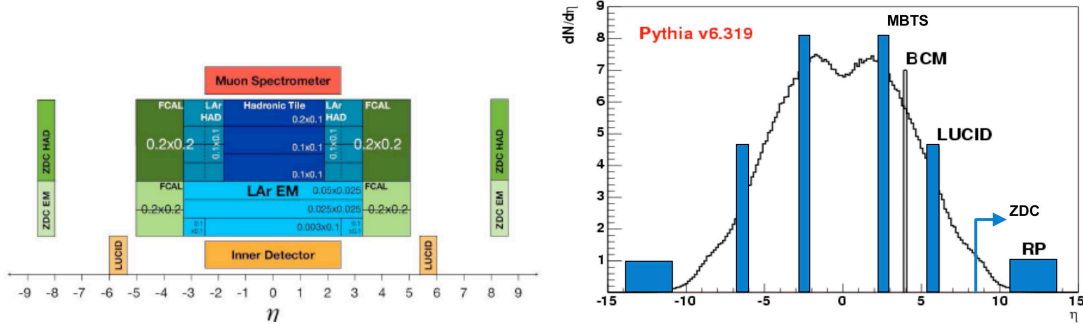 Muon Spectrometer
FCAL
LAr
HAD
Hadronic Tile
LAr
HAD
FCAL
0.2x0.1
0.2x0.2
0.1x0.1
0.1x0.1
0.1x0.1
0.2x0.2
0.1x0.1
ZDC HAD
ZDC HAD
FCAL
LAr EM
0.05x0.025
FCAL
0.2x0.2
0.025x0.025
0.2x0.2
0.1
x0.1
0.003x0.1
0.1
x0.1
ZDC EM
ZDC EM
LUCID
Inner Detector
LUCID
-9 -8 -7 -6 -5 -4 -3 -2 -1 0 1 2 3 4 5 6 7 8 9
η
dN/dη
Pythia v6.319
MBTS
BCM
LUCID
ZDC
RP
9
8
7
6
5
4
3
2
1
-15 -10 -5 0 5 10 15
η